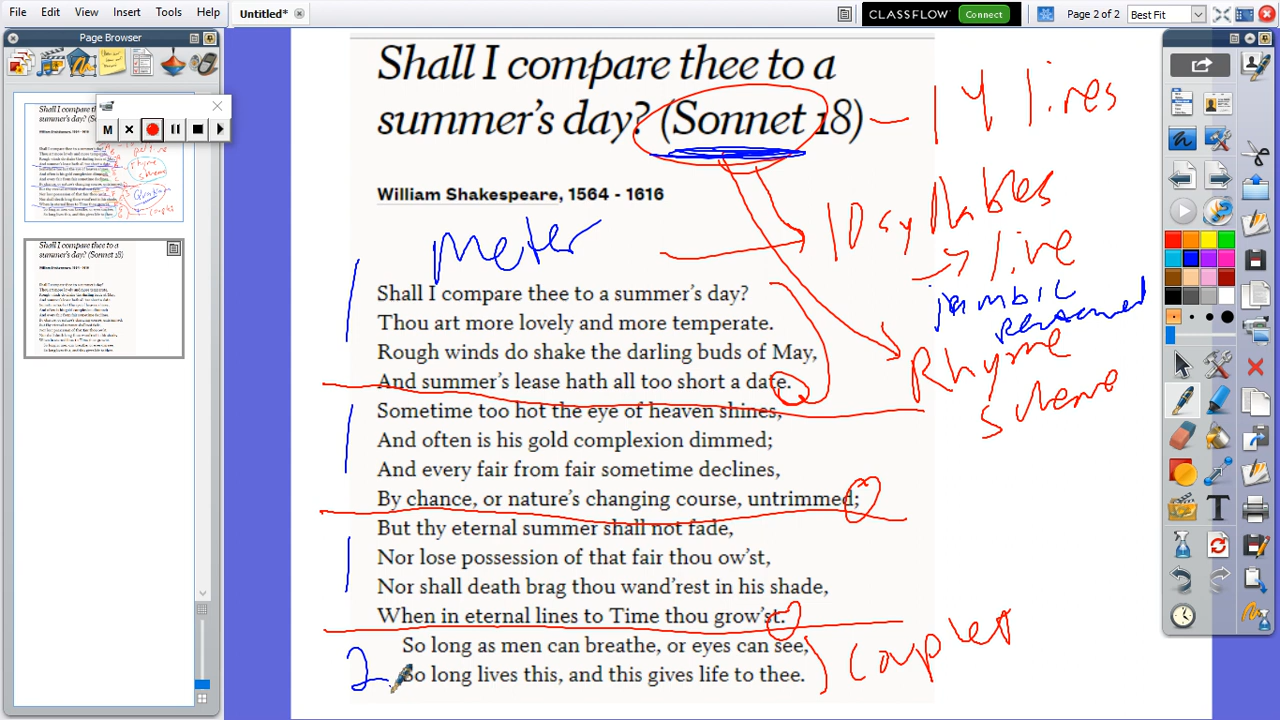 File Edit View Insert Tools Help
Untitled*
CLASSFLOW Connect
Page 2 of 2
Best Fit
Page Browser
M
Shall I compare thee to a
summer's day? (Sonnet 18)
14 lines
William Shakespeare, 1564 - 1616
10 syllables
line
Meter
iambic
Rhyme
scheme
Shall I compare thee to a summer's day?
Thou art more lovely and more temperate.
Rough winds do shake the darling buds of May,
And summer's lease hath all too short a date.
Sometime too hot the eye of heaven shines,
And often is his gold complexion dimmed;
And every fair from fair sometime declines,
By chance, or nature's changing course, untrimmed;
But thy eternal summer shall not fade,
Nor lose possession of that fair thou ow'st,
Nor shall death brag thou wand'rest in his shade,
When in eternal lines to Time thou grow'st.
So long as men can breathe, or eyes can see,
So long lives this, and this gives life to thee.
2
Couplet